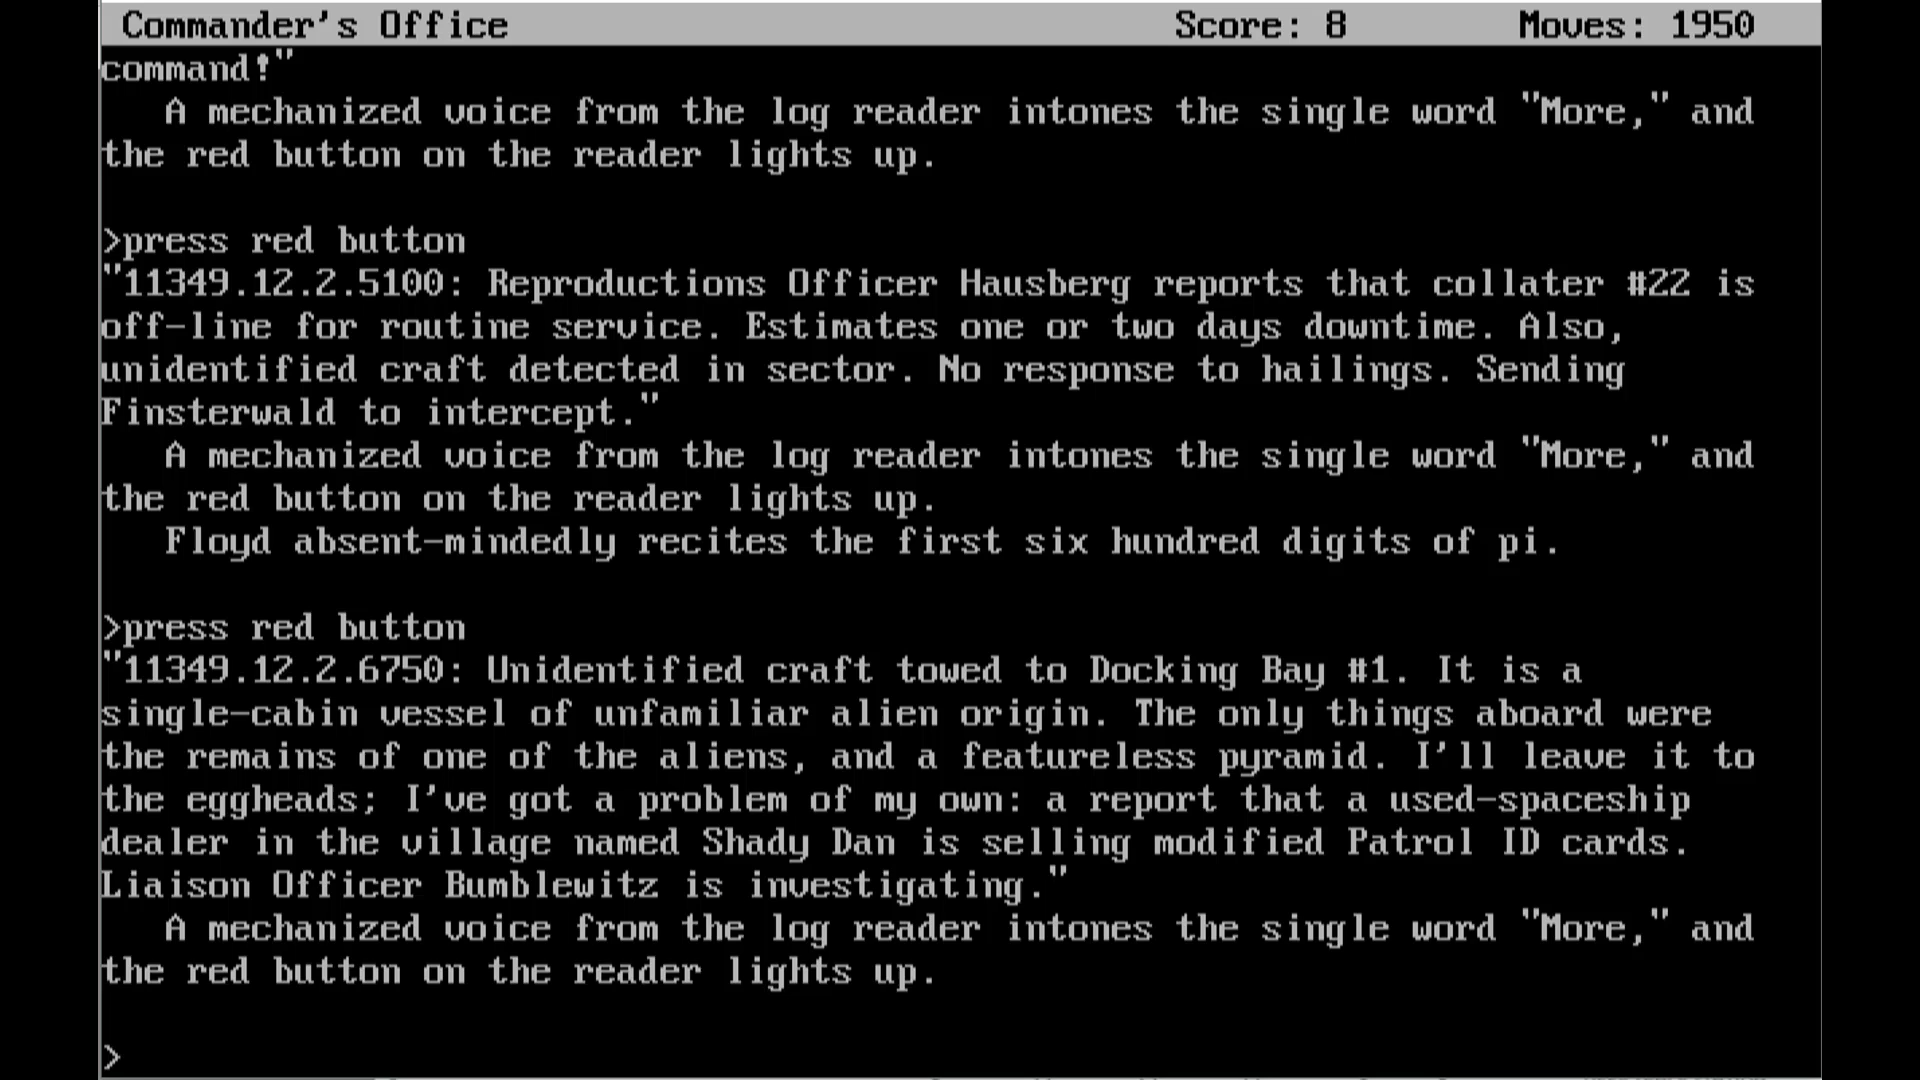 Commander's Office Score: 8 Moves: 1950
command!"
A mechanized voice from the log reader intones the single word "More," and
the red button on the reader lights up.
>press red button
"11349.12.2.5100: Reproductions Officer Hausberg reports that collater #22 is
off-line for routine service. Estimates one or two days downtime. Also,
unidentified craft detected in sector. No response to hailings. Sending
Finsterwald to intercept."
A mechanized voice from the log reader intones the single word "More," and
the red button on the reader lights up.
Floyd absent-mindedly recites the first six hundred digits of pi.
>press red button
"11349.12.2.6750: Unidentified craft towed to Docking Bay #1. It is a
single-cabin vessel of unfamiliar alien origin. The only things aboard were
the remains of one of the aliens, and a featureless pyramid. I'll leave it to
the eggheads; I've got a problem of my own: a report that a used-spaceship
dealer in the village named Shady Dan is selling modified Patrol ID cards.
Liaison Officer Bumblewitz is investigating."
A mechanized voice from the log reader intones the single word "More," and
the red button on the reader lights up.
>